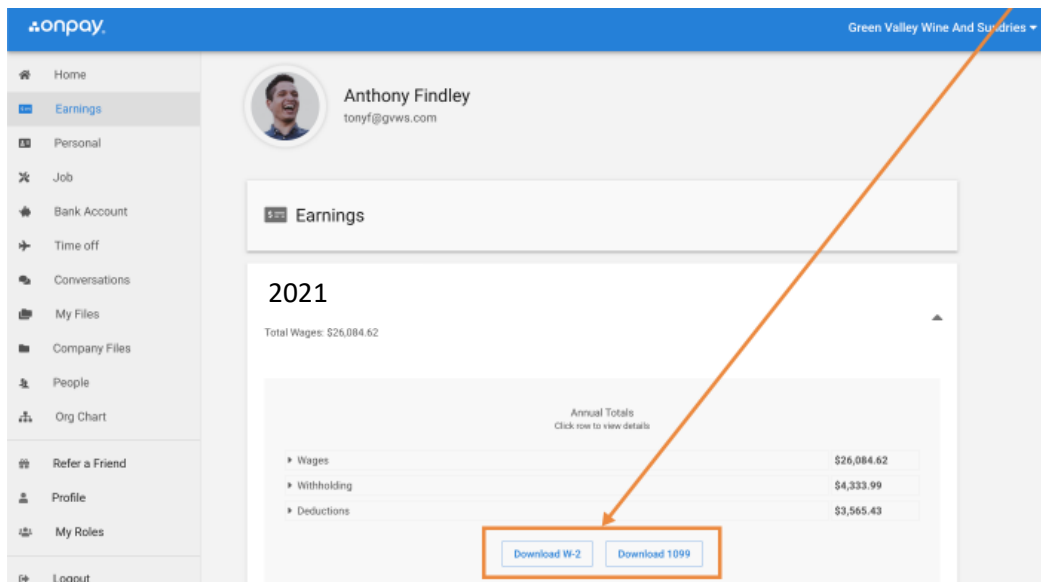 onpay.
Green Valley Wine And Sundries
Home
Earnings
Personal
Job
Bank Account
Time off
Conversations
My Files
Company Files
People
Org Chart
Refer a Friend
Profile
My Roles
Logout
Anthony Findley
tonyf@gvws.com
Earnings
2021
Total Wages: $26,084.62
Annual Totals
Click row to view details
Wages $26,084.62
Withholding $4,333.99
Deductions $3,565.43
Download W-2 Download 1099